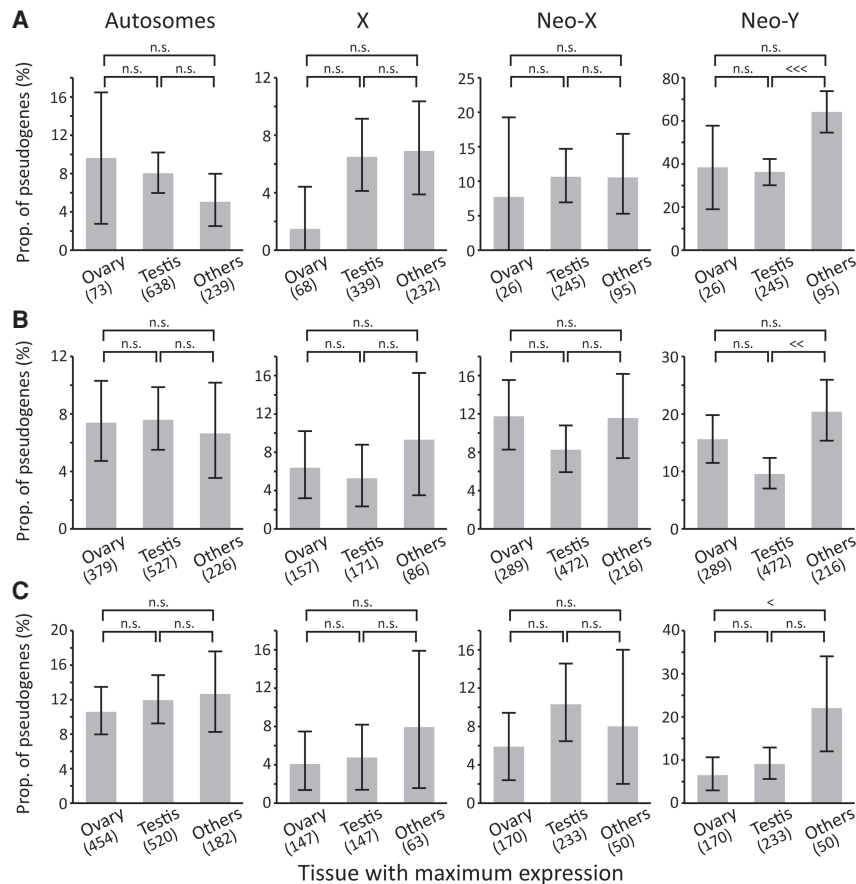 A
Autosomes X Neo-X Neo-Y
n.s. n.s. n.s. n.s.
n.s. n.s. n.s. n.s. n.s. n.s. n.s. <<<
Prop. of pseudogenes (%)
16 12 8 4 0
12 8 4 0
25 20 15 10 5 0
80 60 40 20 0
Ovary Testis Others Ovary Testis Others Ovary Testis Others Ovary Testis Others
(73) (638) (239) (68) (339) (232) (26) (245) (95) (26) (245) (95)
B
n.s. n.s. n.s. n.s.
n.s. n.s. n.s. n.s. n.s. n.s. n.s. <<
Prop. of pseudogenes (%)
12 8 4 0
16 12 8 4 0
16 12 8 4 0
30 20 10 0
Ovary Testis Others Ovary Testis Others Ovary Testis Others Ovary Testis Others
(379) (527) (226) (157) (171) (86) (289) (472) (216) (289) (472) (216)
C
n.s. n.s. n.s. <
n.s. n.s. n.s. n.s. n.s. n.s. n.s. n.s.
Prop. of pseudogenes (%)
20 16 12 8 4 0
16 12 8 4 0
16 12 8 4 0
40 30 20 10 0
Ovary Testis Others Ovary Testis Others Ovary Testis Others Ovary Testis Others
(454) (520) (182) (147) (147) (63) (170) (233) (50) (170) (233) (50)
Tissue with maximum expression